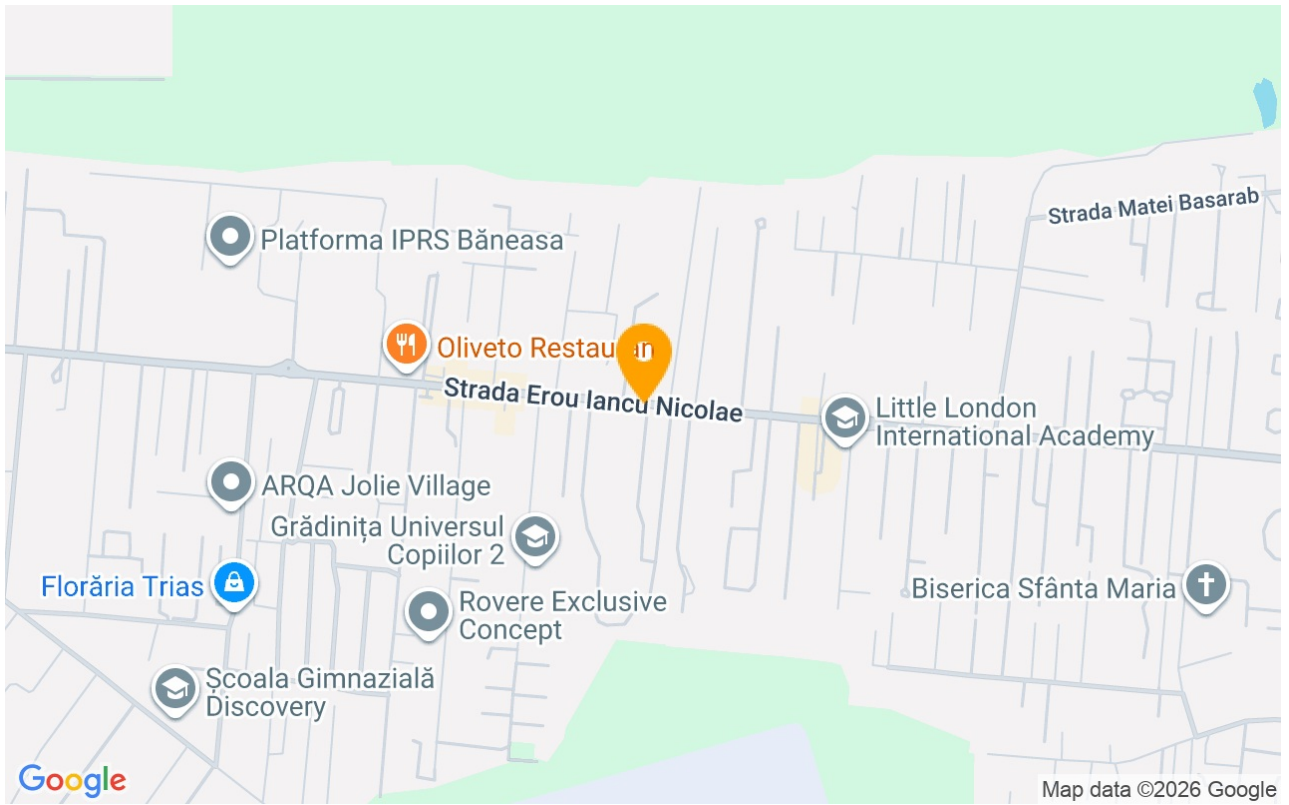 Strada Matei Basarab
Platforma IPRS Băneasa
Oliveto Restauran
Strada Erou Iancu Nicolae
Little London
International Academy
ARQA Jolie Village
Grădinița Universul
Copiilor 2
Florăria Trias
Biserica Sfânta Maria
Rovere Exclusive
Concept
Școala Gimnazială
Discovery
Google
Map data ©2026 Google